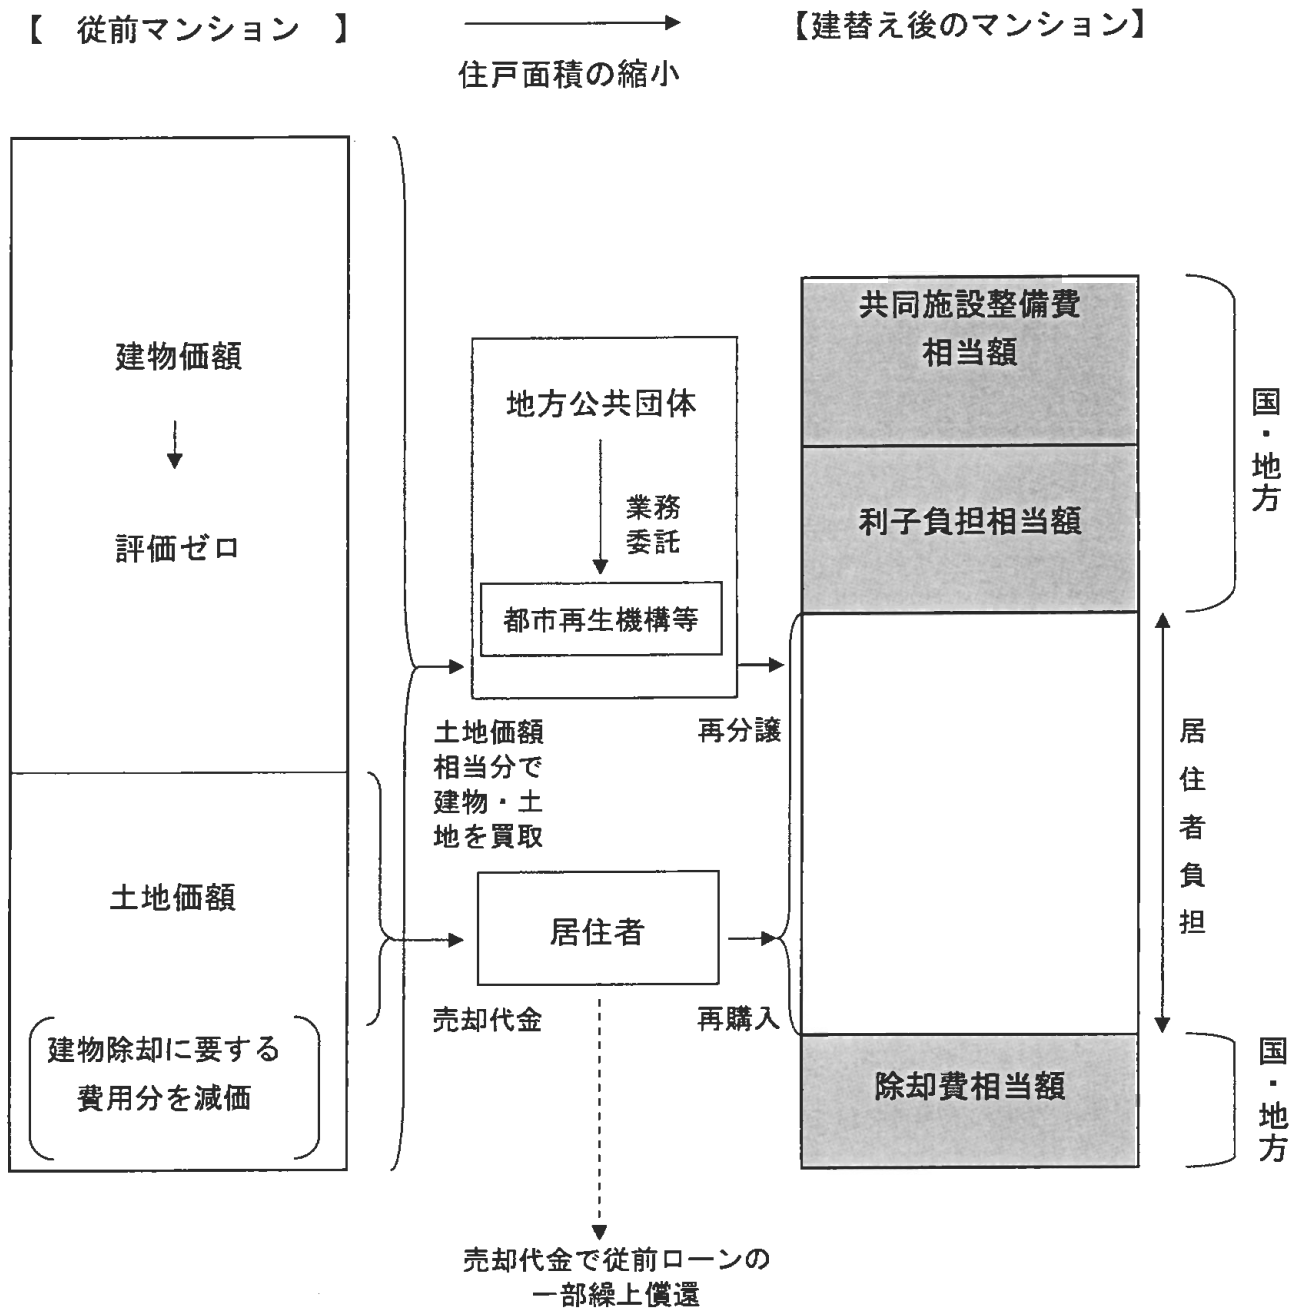 【　従前マンション　】
住戸面積の縮小
【建替え後のマンション】
建物価額
評価ゼロ
土地価額
建物除却に要する
費用分を減価
地方公共団体
業務
委託
都市再生機構等
土地価額
相当分で
建物・土
地を買取
再分譲
居住者
売却代金
再購入
売却代金で従前ローンの
一部繰上償還
共同施設整備費
相当額
利子負担相当額
除却費相当額
国・地方
居住者負担
国・地方